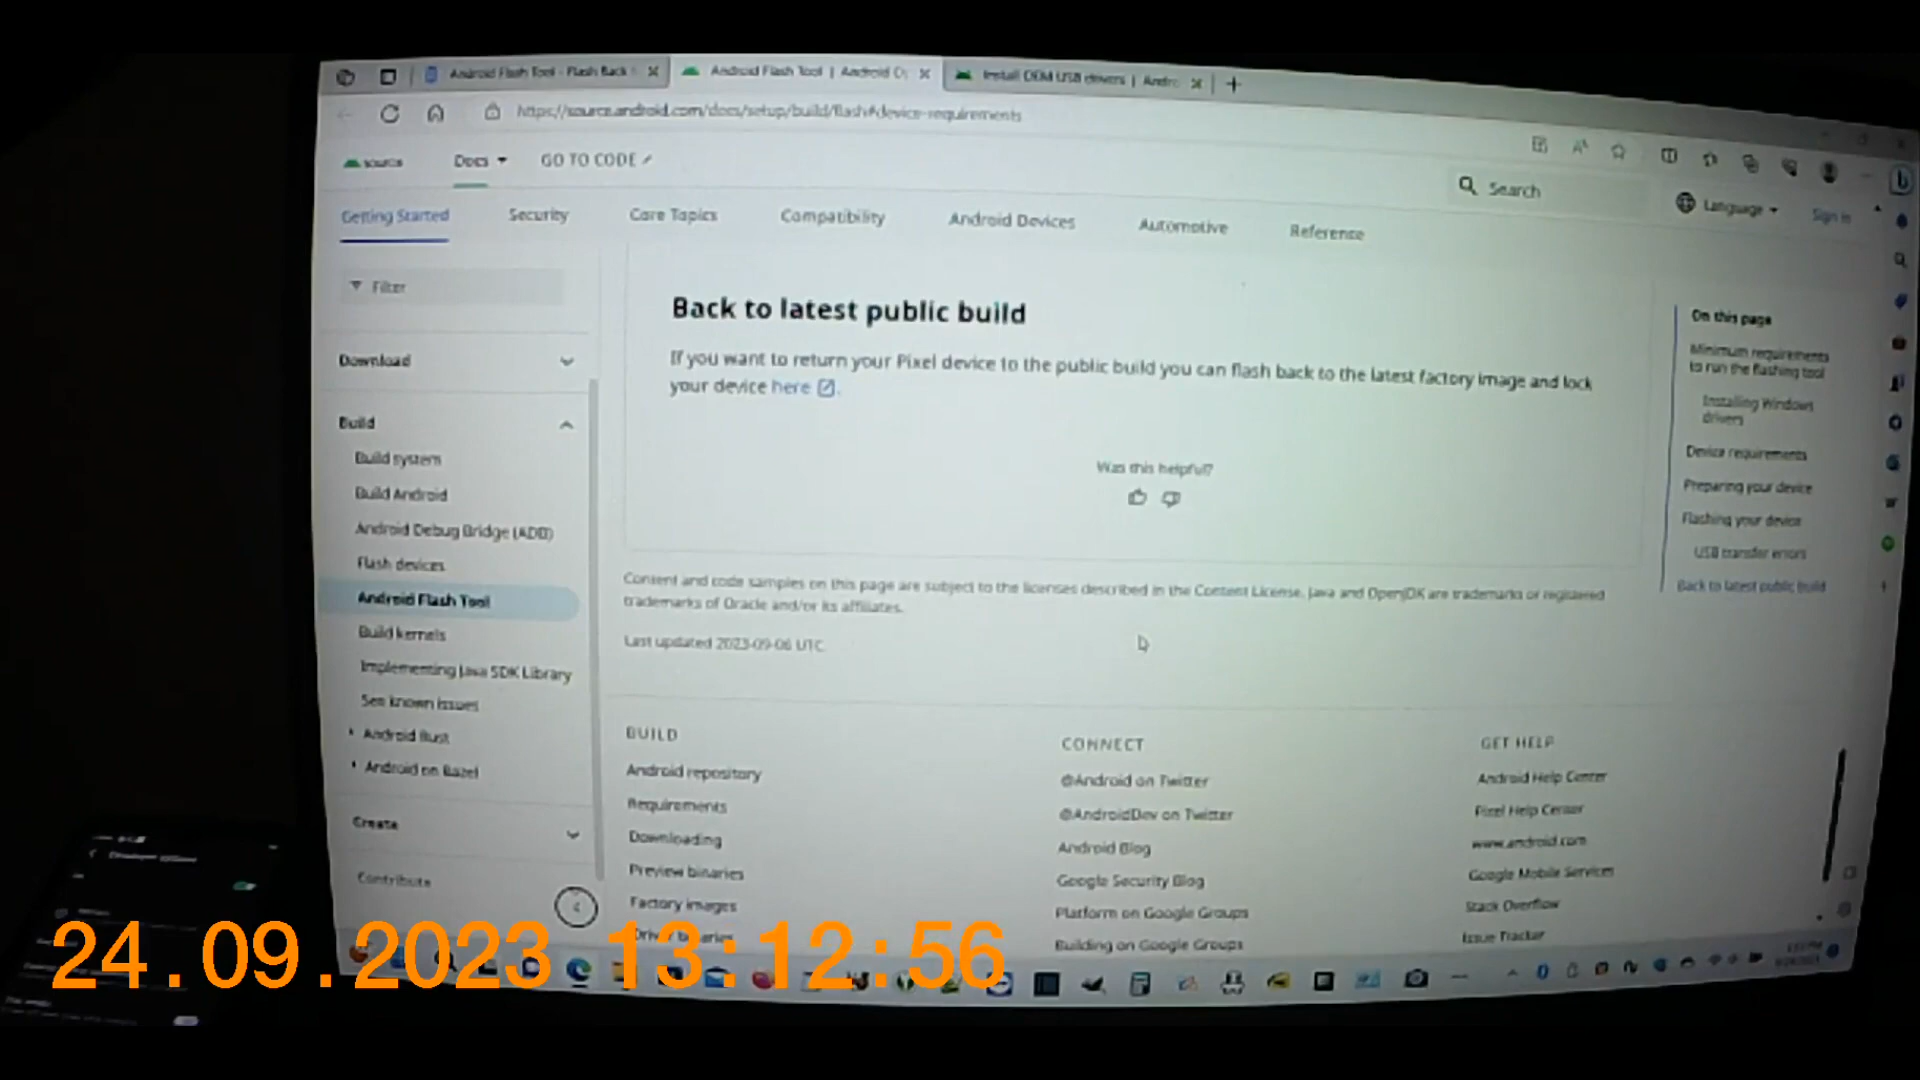 Android Flash Tool - Flash Back
Android Flash Tool | Android O
Install OEM USB drivers | Andro
https://source.android.com/docs/setup/build/flash#device-requirements
source
Docs
GO TO CODE
Search
Language
Sign in
Getting Started
Security
Core Topics
Compatibility
Android Devices
Automotive
Reference
Filter
Download
Build
Build system
Build Android
Android Debug Bridge (ADB)
Flash devices
Android Flash Tool
Build kernels
Implementing Java SDK Library
See known issues
Android Rust
Android on Bazel
Create
Contribute
Back to latest public build
If you want to return your Pixel device to the public build you can flash back to the latest factory image and lock
your device here.
Was this helpful?
Content and code samples on this page are subject to the licenses described in the Content License. Java and OpenJDK are trademarks or registered
trademarks of Oracle and/or its affiliates.
Last updated 2023-09-06 UTC.
On this page
Minimum requirements
to run the flashing tool
Installing Windows
drivers
Device requirements
Preparing your device
Flashing your device
USB transfer errors
Back to latest public build
BUILD
Android repository
Requirements
Downloading
Preview binaries
Factory images
Driver binaries
CONNECT
@Android on Twitter
@AndroidDev on Twitter
Android Blog
Google Security Blog
Platform on Google Groups
Building on Google Groups
GET HELP
Android Help Center
Pixel Help Center
www.android.com
Google Mobile Services
Stack Overflow
Issue Tracker
Developer options
24.09.2023 13:12:56